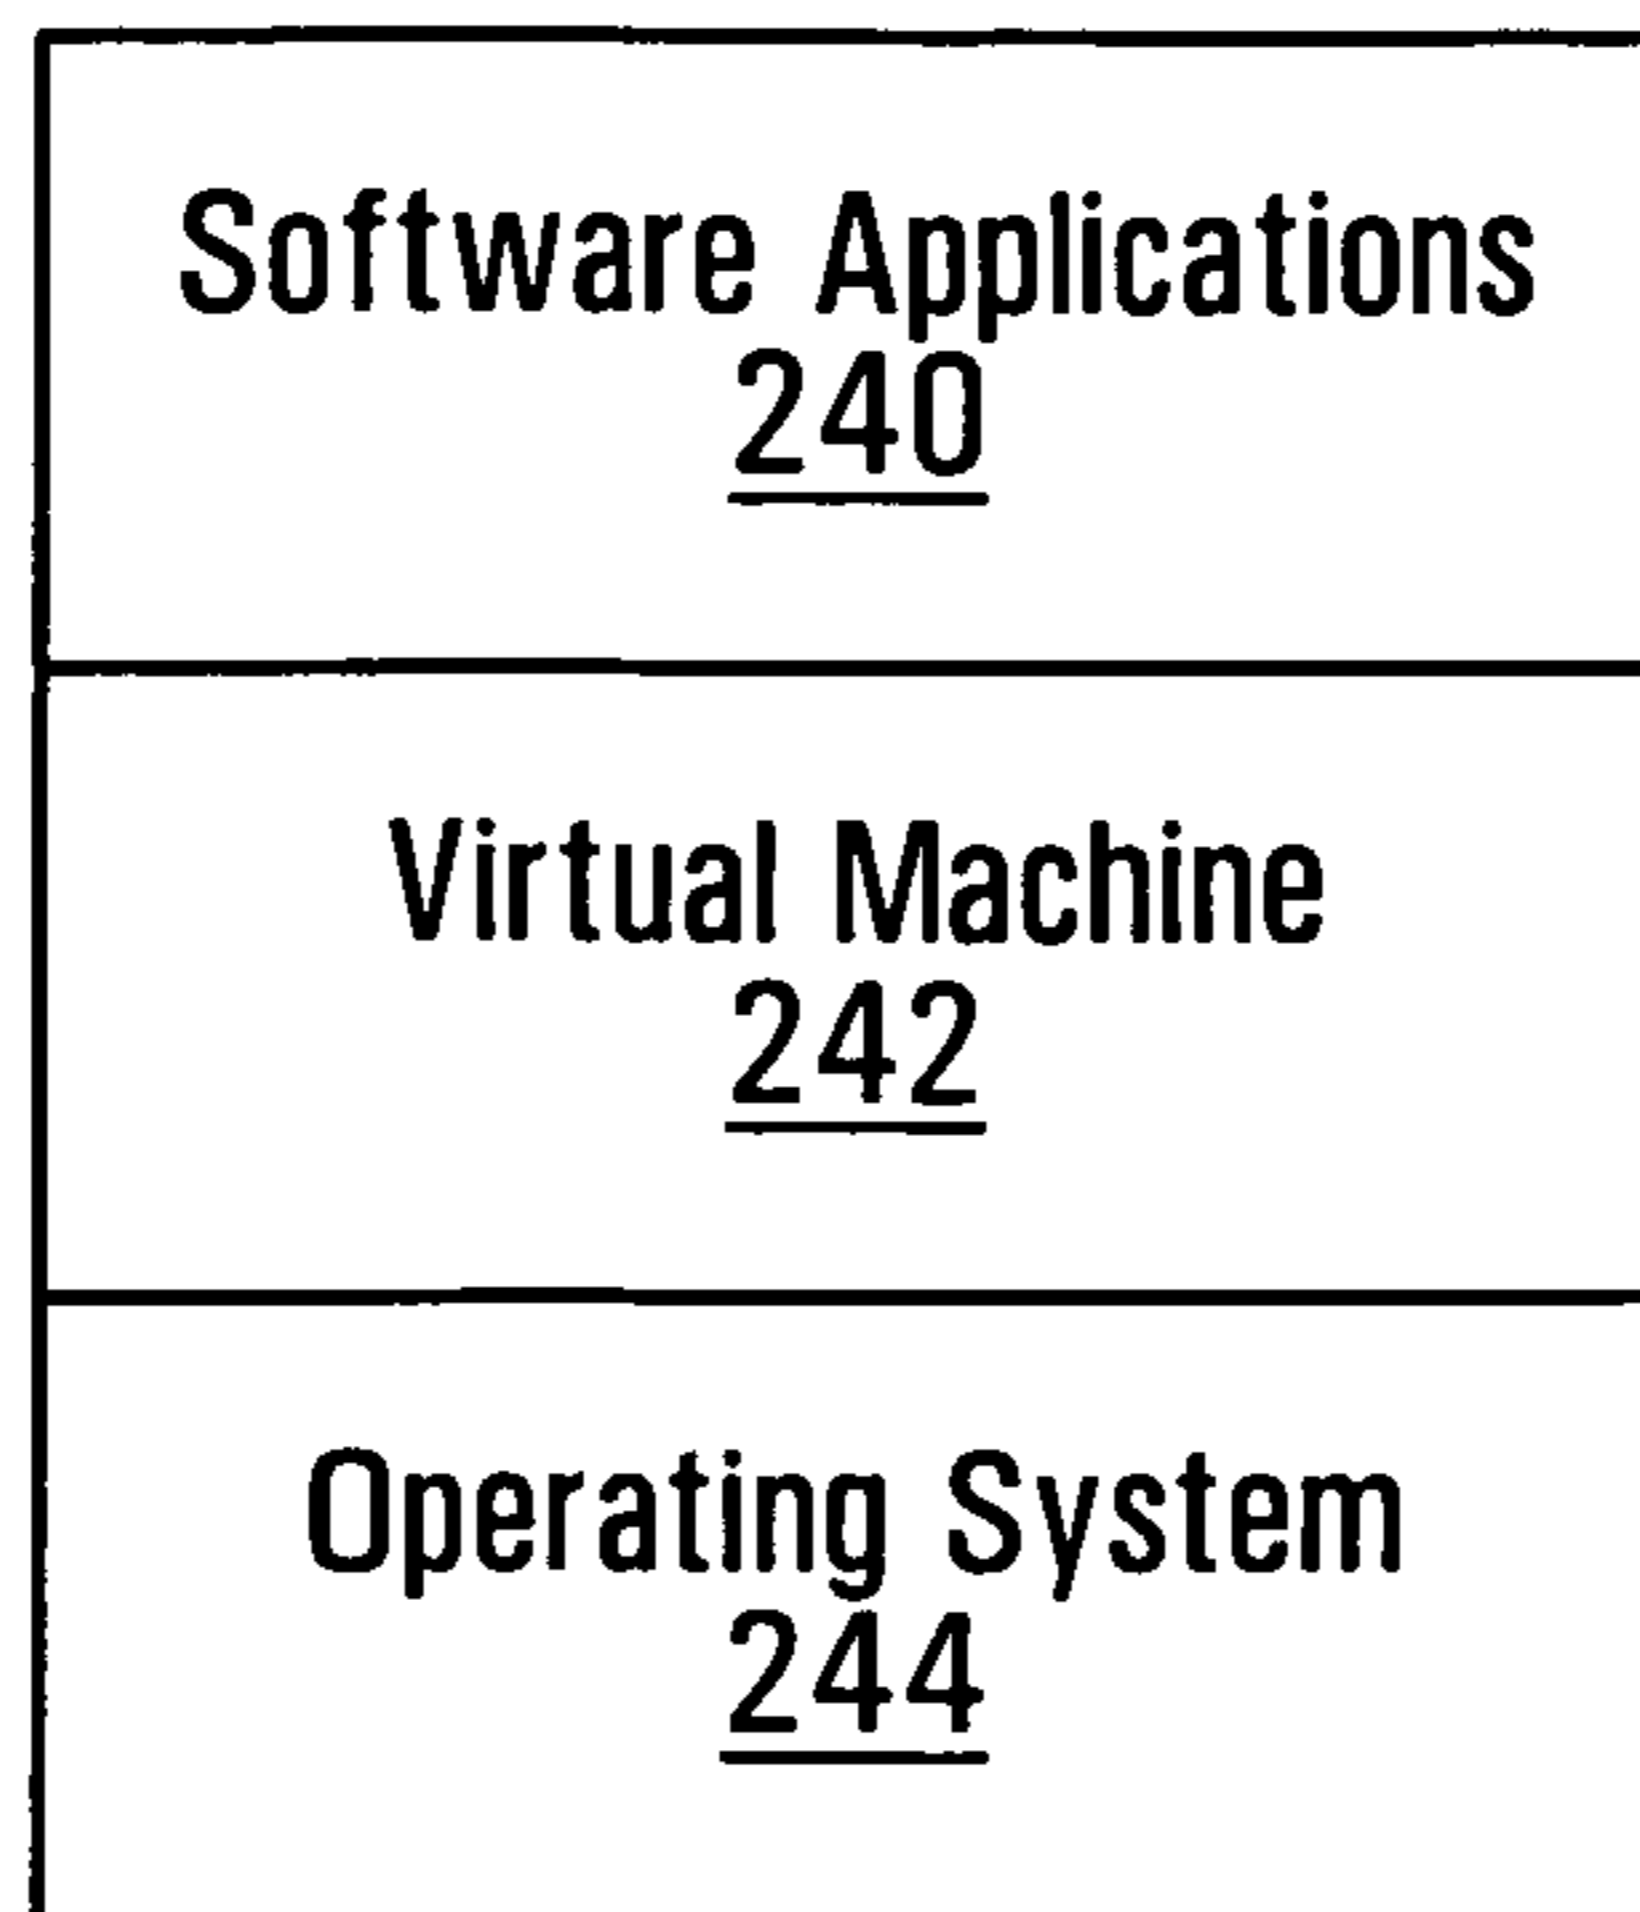 Software Applications
240
Virtual Machine
242
Operating System
244